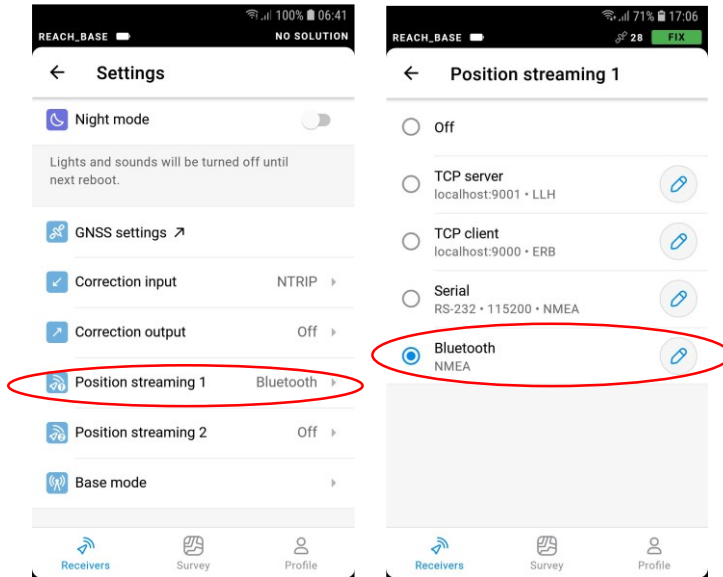 100% 06:41
REACH_BASE NO SOLUTION
Settings
Night mode
Lights and sounds will be turned off until
next reboot.
GNSS settings
Correction input NTRIP
Correction output Off
Position streaming 1 Bluetooth
Position streaming 2 Off
Base mode
Receivers Survey Profile
71% 17:06
REACH_BASE 28 FIX
Position streaming 1
Off
TCP server
localhost:9001 • LLH
TCP client
localhost:9000 • ERB
Serial
RS-232 • 115200 • NMEA
Bluetooth
NMEA
Receivers Survey Profile